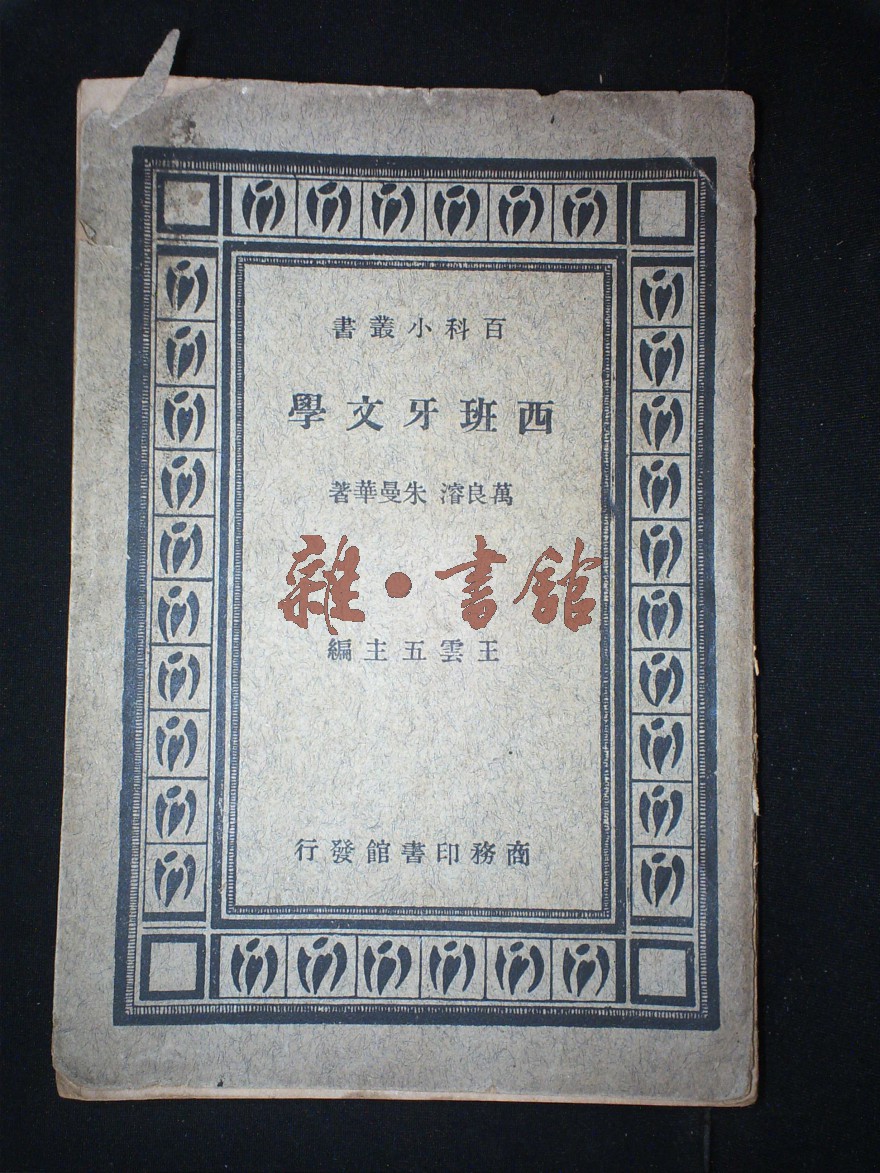 百科小叢書
西班牙文學
萬良濬 朱曼華著
雜·書舘
王雲五主編
商務印書館發行